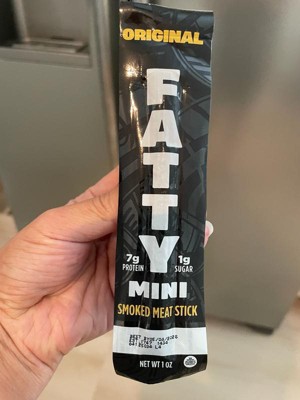 ORIGINAL
FATTY
7g PROTEIN
1g SUGAR
MINI
SMOKED MEAT STICK
NET WT 1 OZ